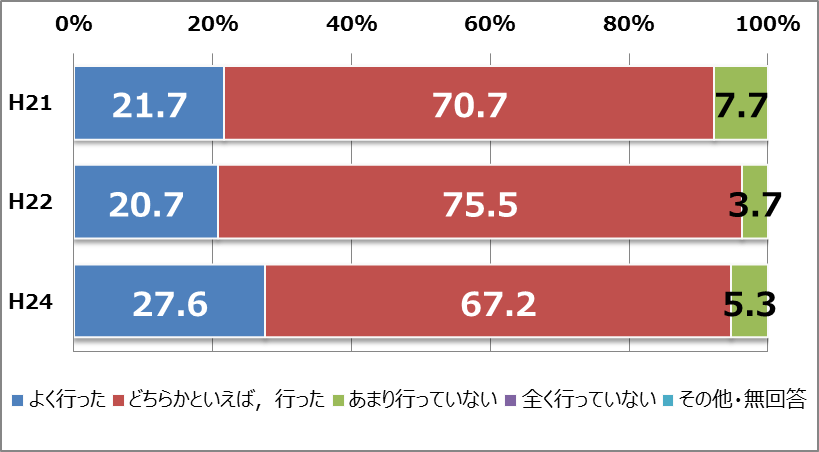 0% 20% 40% 60% 80% 100%
H21 21.7 70.7 7.7
H22 20.7 75.5 3.7
H24 27.6 67.2 5.3
よく行った どちらかといえば，行った あまり行っていない 全く行っていない その他・無回答